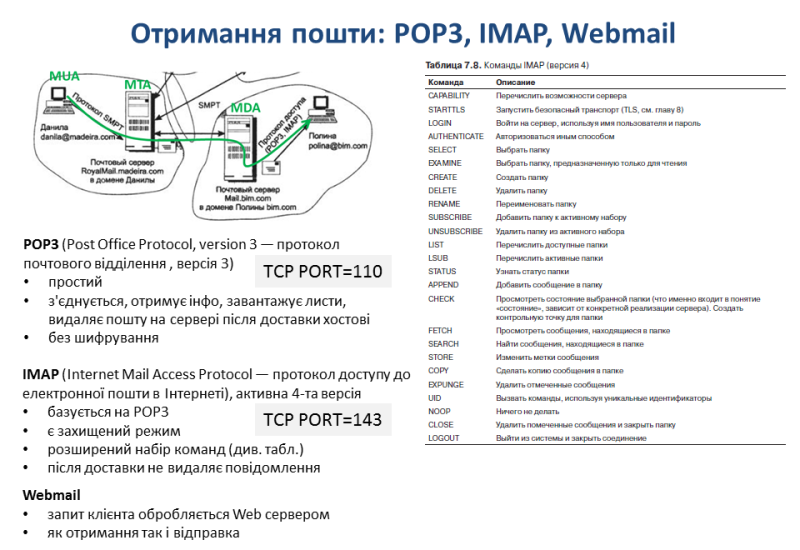 Отримання пошти: POP3, IMAP, Webmail
MUA
MTA
MDA
SMPT
Протокол SMPT
Протокол доступа
(POP3, IMAP)
Данила
danila@madeira.com
Полина
polina@bim.com
Почтовый сервер
RoyalMail.madeira.com
в домене Данилы
Почтовый сервер
Mail.bim.com
в домене Полины bim.com
POP3 (Post Office Protocol, version 3 — протокол
почтового відділення , версія 3)
TCP PORT=110
• простий
• з'єднується, отримує інфо, завантажує листи,
видаляє пошту на сервері після доставки хостові
• без шифрування
IMAP (Internet Mail Access Protocol — протокол доступу до
електронної пошти в Інтернеті), активна 4-та версія
• базується на POP3
TCP PORT=143
• є захищений режим
• розширений набір команд (див. табл.)
• після доставки не видаляє повідомлення
Webmail
• запит клієнта обробляється Web сервером
• як отримання так і відправка
Таблица 7.8. Команды IMAP (версия 4)
Команда Описание
CAPABILITY Перечислить возможности сервера
STARTTLS Запустить безопасный транспорт (TLS, см. главу 8)
LOGIN Войти на сервер, используя имя пользователя и пароль
AUTHENTICATE Авторизоваться иным способом
SELECT Выбрать папку
EXAMINE Выбрать папку, предназначенную только для чтения
CREATE Создать папку
DELETE Удалить папку
RENAME Переименовать папку
SUBSCRIBE Добавить папку к активному набору
UNSUBSCRIBE Удалить папку из активного набора
LIST Перечислить доступные папки
LSUB Перечислить активные папки
STATUS Узнать статус папки
APPEND Добавить сообщение в папку
CHECK Просмотреть состояние выбранной папки (что именно входит в понятие
«состояние», зависит от конкретной реализации сервера). Создать
контрольную точку для папки
FETCH Просмотреть сообщения, находящиеся в папке
SEARCH Найти сообщения, находящиеся в папке
STORE Изменить метки сообщения
COPY Сделать копию сообщения в папке
EXPUNGE Удалить отмеченные сообщения
UID Вызвать команды, используя уникальные идентификаторы
NOOP Ничего не делать
CLOSE Удалить помеченные сообщения и закрыть папку
LOGOUT Выйти из системы и закрыть соединение